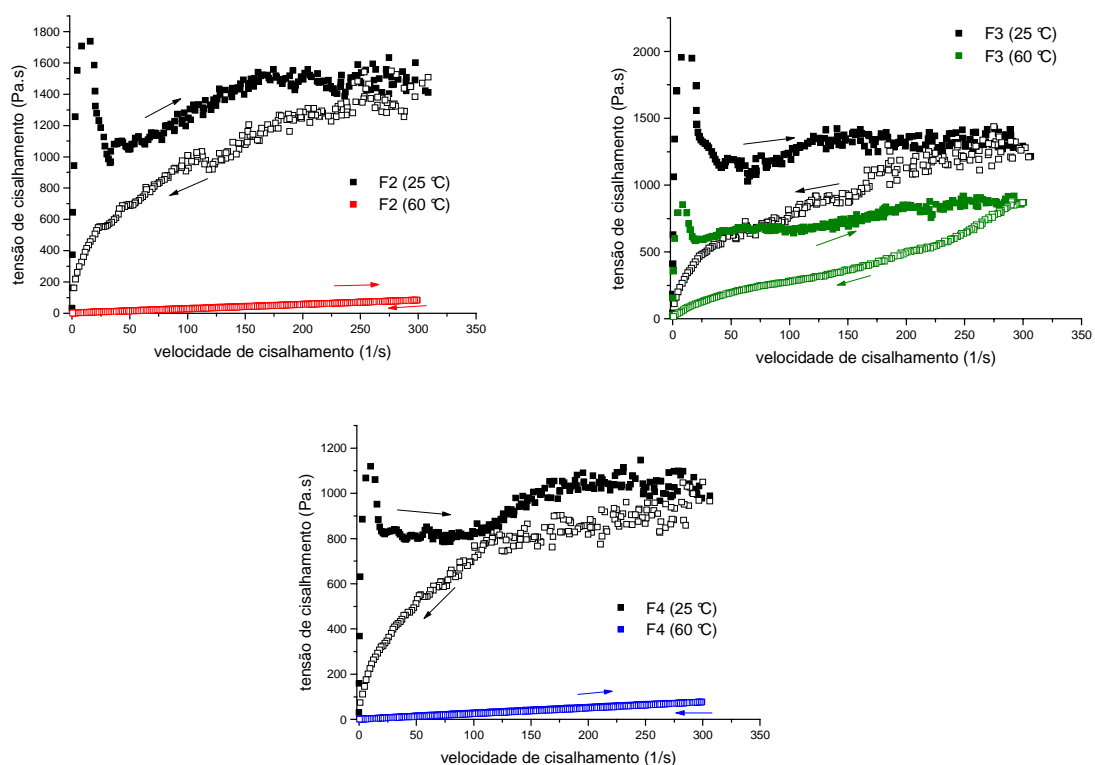 1800
1600
1400
1200
1000
800
600
400
200
0
0 50 100 150 200 250 300 350
tensão de cisalhamento (Pa.s)
velocidade de cisalhamento (1/s)
F2 (25 °C)
F2 (60 °C)
2000
1500
1000
500
0
0 50 100 150 200 250 300 350
tensão de cisalhamento (Pa.s)
velocidade de cisalhamento (1/s)
F3 (25 °C)
F3 (60 °C)
1200
1000
800
600
400
200
0
0 50 100 150 200 250 300 350
tensão de cisalhamento (Pa.s)
velocidade de cisalhamento (1/s)
F4 (25 °C)
F4 (60 °C)